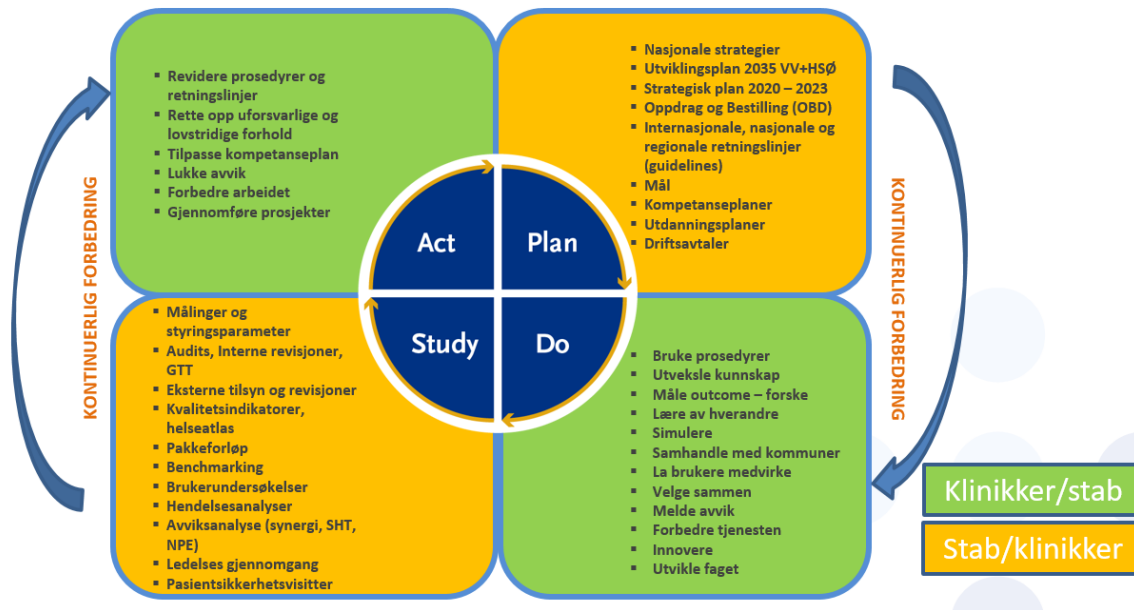 ▪ Revidere prosedyrer og
retningslinjer
▪ Rette opp uforsvarlige og
lovstridige forhold
▪ Tilpasse kompetanseplan
▪ Lukke avvik
▪ Forbedre arbeidet
▪ Gjennomføre prosjekter
▪ Nasjonale strategier
▪ Utviklingsplan 2035 VV+HSØ
▪ Strategisk plan 2020 – 2023
▪ Oppdrag og Bestilling (OBD)
▪ Internasjonale, nasjonale og
regionale retningslinjer
(guidelines)
▪ Mål
▪ Kompetanseplaner
▪ Utdanningsplaner
▪ Driftsavtaler
KONTINUERLIG FORBEDRING
Act
Plan
Study
Do
KONTINUERLIG FORBEDRING
▪ Målinger og
styringsparameter
▪ Audits, Interne revisjoner,
GTT
▪ Eksterne tilsyn og revisjoner
▪ Kvalitetsindikatorer,
helseatlas
▪ Pakkeforløp
▪ Benchmarking
▪ Brukerundersøkelser
▪ Hendelsesanalyser
▪ Avviksanalyse (synergi, SHT,
NPE)
▪ Ledelses gjennomgang
▪ Pasientsikkerhetsvisitter
▪ Bruke prosedyrer
▪ Utveksle kunnskap
▪ Måle outcome – forske
▪ Lære av hverandre
▪ Simulere
▪ Samhandle med kommuner
▪ La brukere medvirke
▪ Velge sammen
▪ Melde avvik
▪ Forbedre tjenesten
▪ Innovere
▪ Utvikle faget
Klinikker/stab
Stab/klinikker